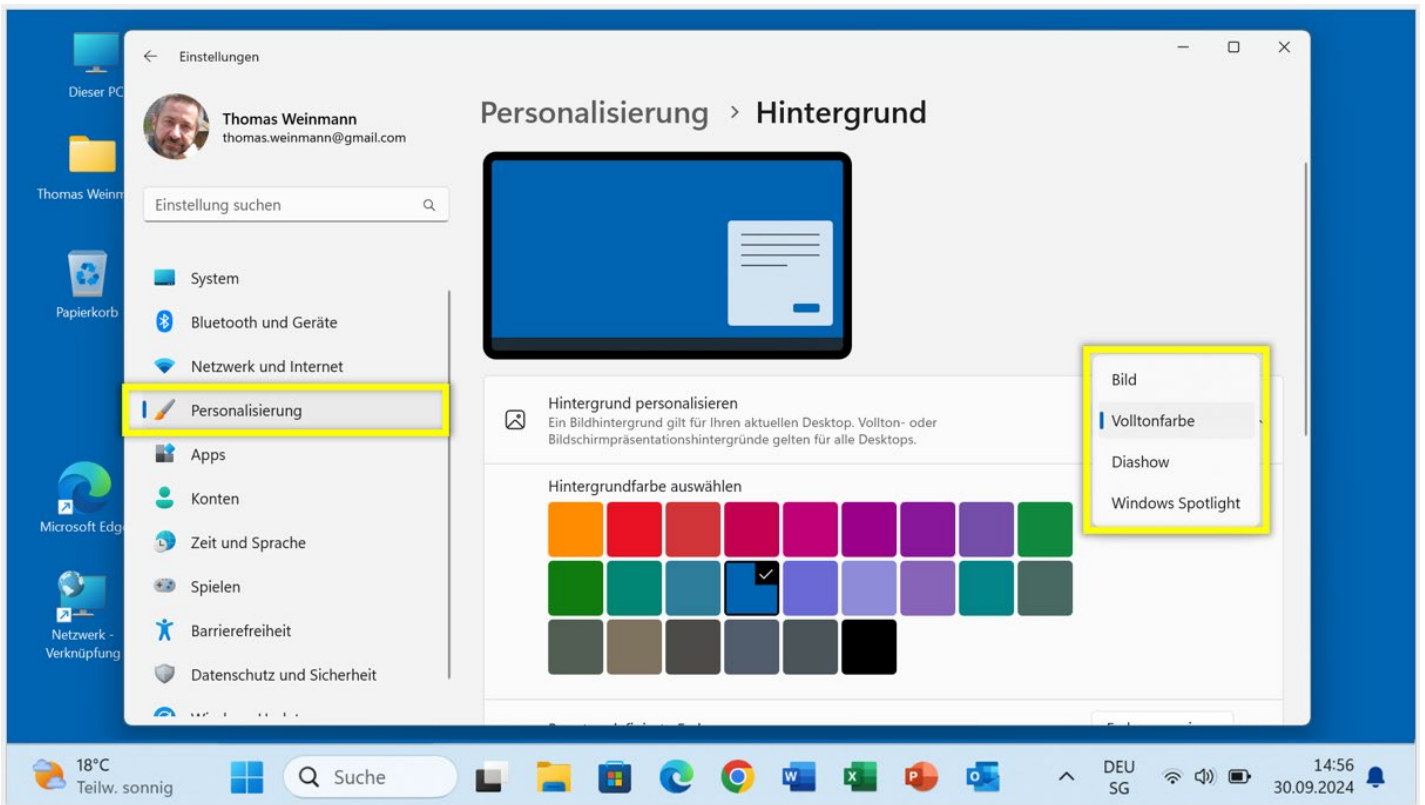 Dieser PC
Thomas Weinm
Papierkorb
Microsoft Edg
Netzwerk -
Verknüpfung
Einstellungen
Thomas Weinmann
thomas.weinmann@gmail.com
Einstellung suchen
System
Bluetooth und Geräte
Netzwerk und Internet
Personalisierung
Apps
Konten
Zeit und Sprache
Spielen
Barrierefreiheit
Datenschutz und Sicherheit
Personalisierung > Hintergrund
Hintergrund personalisieren
Ein Bildhintergrund gilt für Ihren aktuellen Desktop. Vollton- oder
Bildschirmpräsentationshintergründe gelten für alle Desktops.
Bild
Volltonfarbe
Diashow
Windows Spotlight
Hintergrundfarbe auswählen
18°C
Teilw. sonnig
Suche
DEU
SG
14:56
30.09.2024